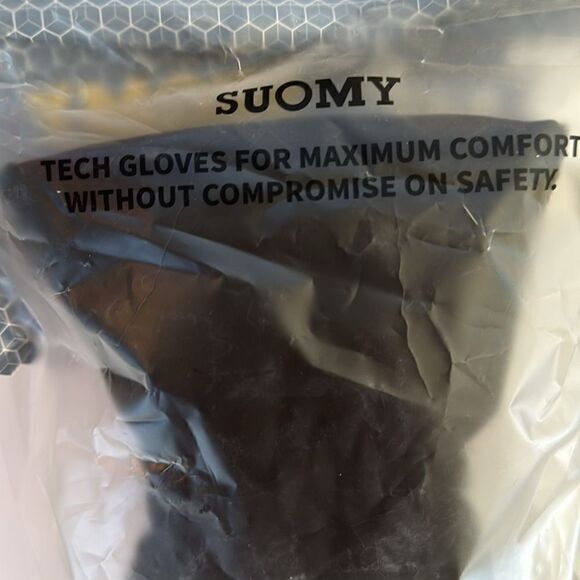 SUOMY
TECH GLOVES FOR MAXIMUM COMFORT
WITHOUT COMPROMISE ON SAFETY.